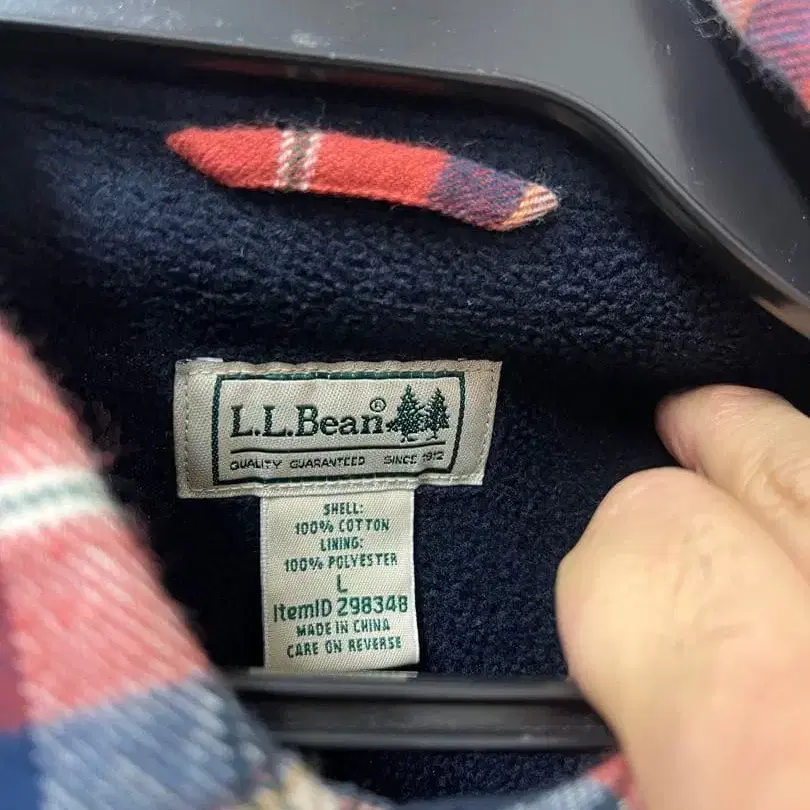 L.L.Bean®
QUALITY GUARANTEED SINCE 1912
SHELL:
100% COTTON
LINING:
100% POLYESTER
L
ItemID 298348
MADE IN CHINA
CARE ON REVERSE